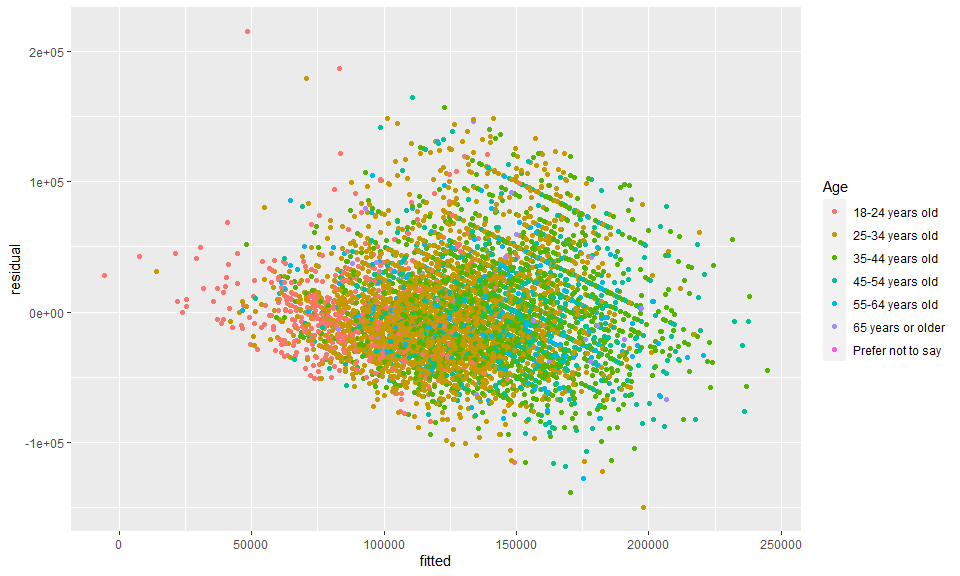 2e+05
1e+05
0e+00
-1e+05
residual
0
50000
100000
150000
200000
250000
fitted
Age
18-24 years old
25-34 years old
35-44 years old
45-54 years old
55-64 years old
65 years or older
Prefer not to say